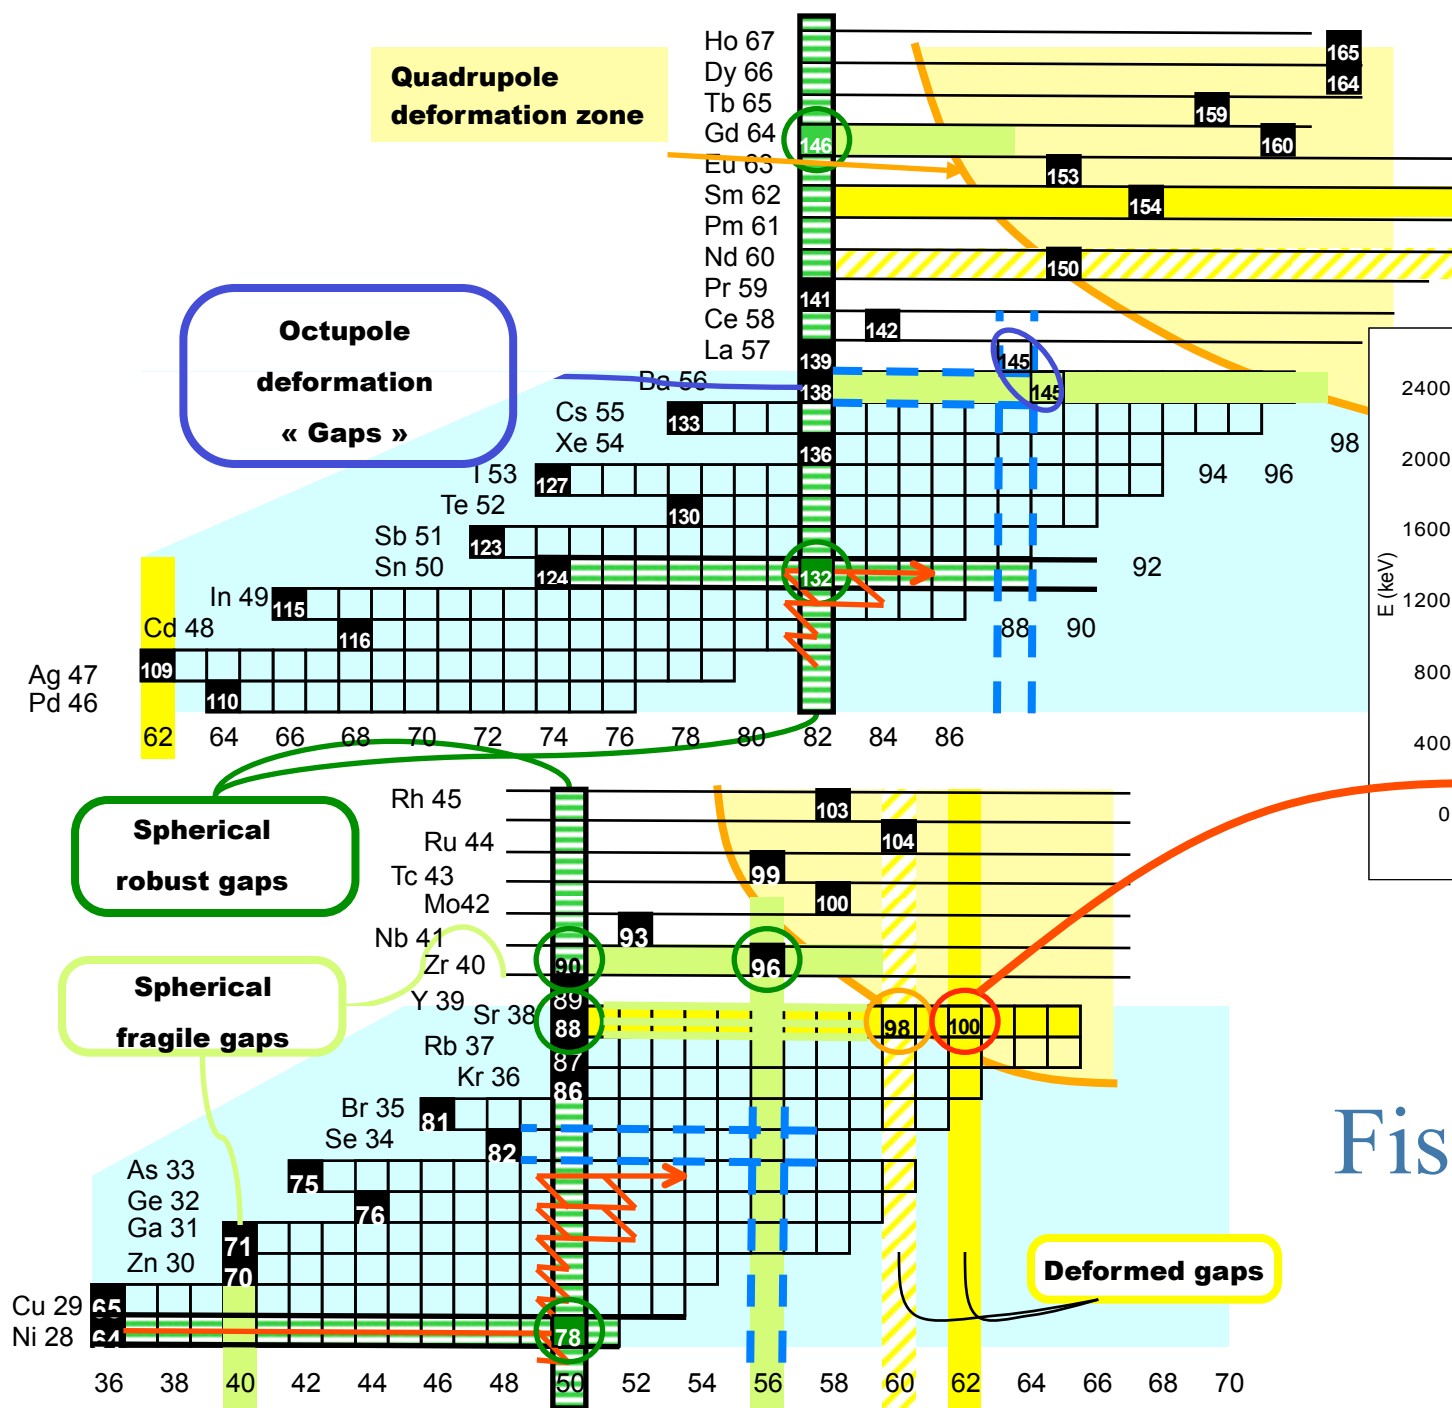 Ho 67
165
Dy 66
164
Quadrupole
deformation zone
Tb 65
159
Gd 64
146
160
Eu 63
153
Sm 62
154
Pm 61
Nd 60
150
Pr 59
141
Ce 58
142
Octupole
deformation
« Gaps »
La 57
139
145
Ba 56
138
145
2400
Cs 55
133
Xe 54
136
98
2000
I 53
127
94 96
Te 52
130
1600
Sb 51
123
Sn 50
124
132
92
In 49
115
1200
E (keV)
Cd 48
116
88 90
Ag 47
109
800
Pd 46
110
62 64 66 68 70 72 74 76 78 80 82 84 86
400
Rh 45
103
0
Spherical
robust gaps
Ru 44
104
Tc 43
99
Mo42
100
Nb 41
93
Zr 40
90
96
Spherical
fragile gaps
Y 39
89
Sr 38
88
98
100
Rb 37
87
Kr 36
86
Br 35
81
Se 34
82
Fis
As 33
75
Ge 32
76
Ga 31
71
Zn 30
70
Deformed gaps
Cu 29
65
Ni 28
64
78
36 38 40 42 44 46 48 50 52 54 56 58 60 62 64 66 68 70